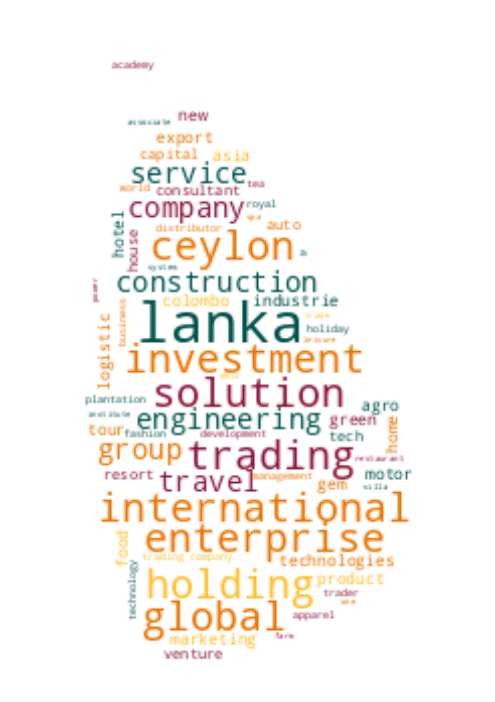 academy
new
associate
export
capital asia
service
world consultant tea
company royal
spa
hotel house distributor auto
ceylon
system
construction
power colombo industrie
lanka trade
business holiday
leisure
logistic investment
eco
solution
plantation agro
institute engineering green
tour fashion development tech home
group trading restaurant
resort travel management gem motor
villa
international
enterprise
food trading company technologies
technology holding product
trader
one
global apparel
marketing farm
venture